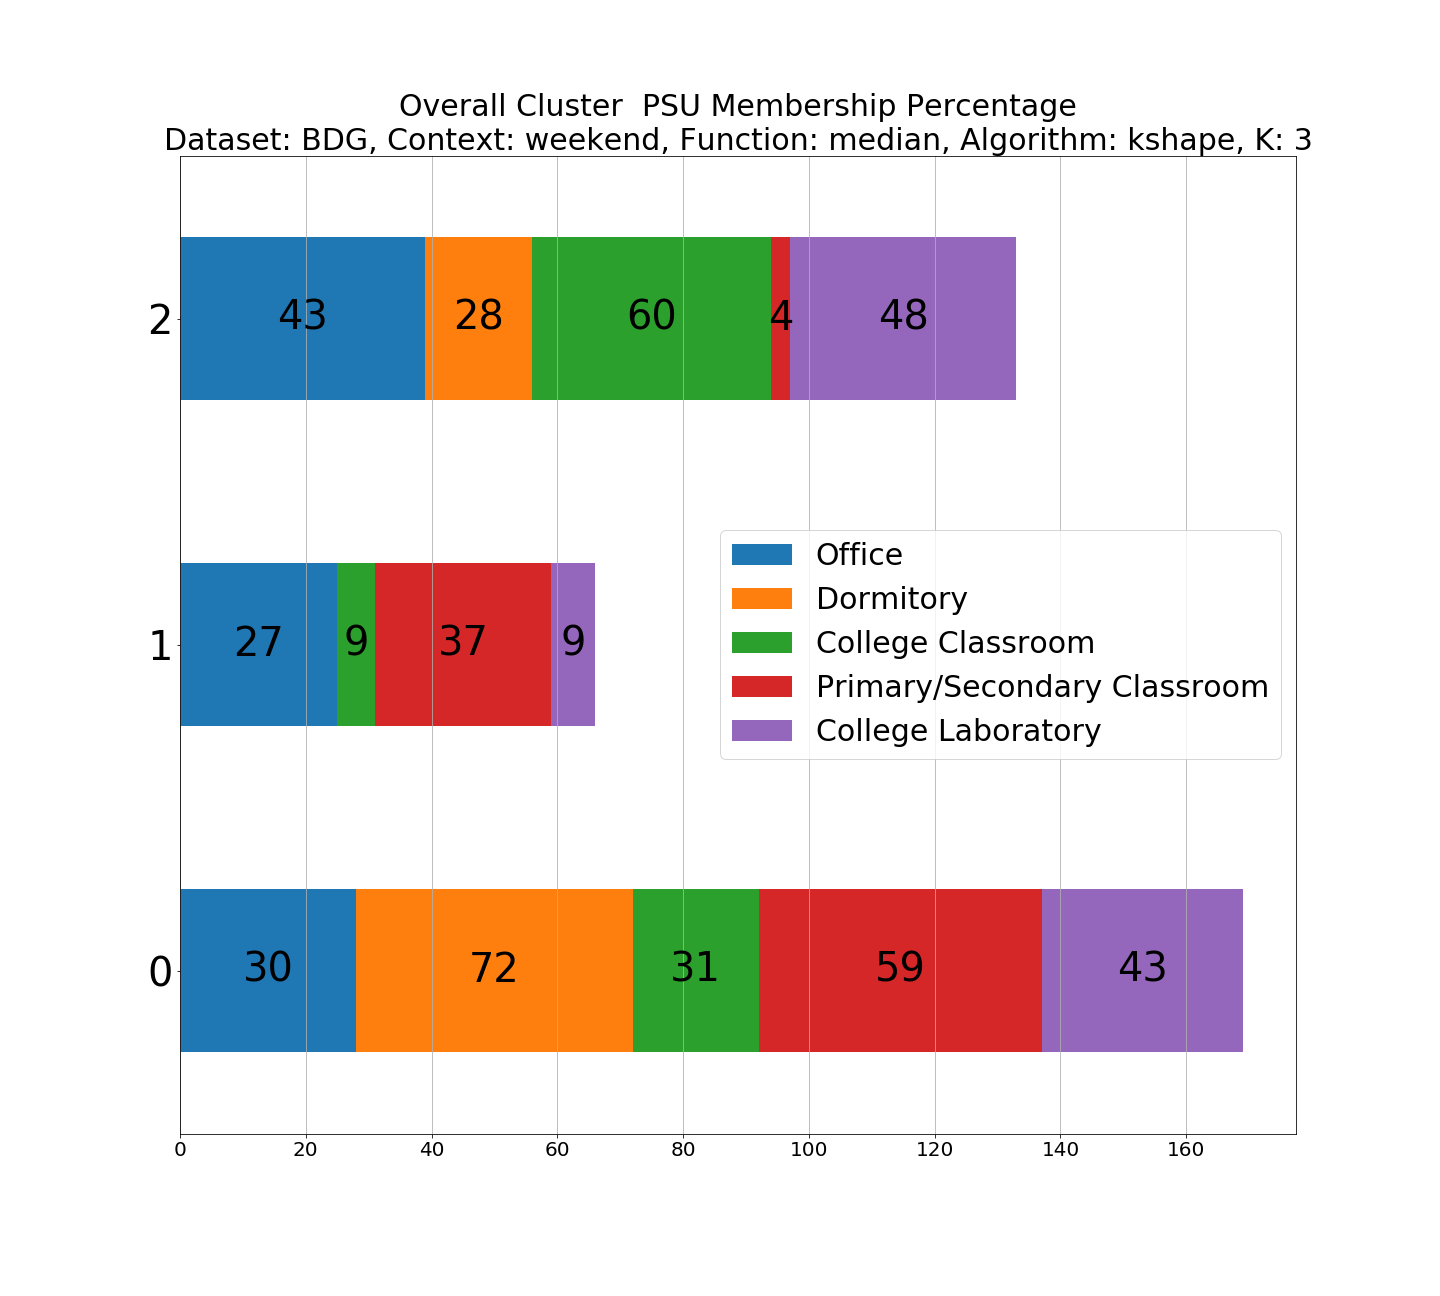 Overall Cluster  PSU Membership Percentage
Dataset: BDG, Context: weekend, Function: median, Algorithm: kshape, K: 3
2
43 28 60 4 48
1
27 9 37 9
Office
Dormitory
College Classroom
Primary/Secondary Classroom
College Laboratory
0
30 72 31 59 43
0 20 40 60 80 100 120 140 160